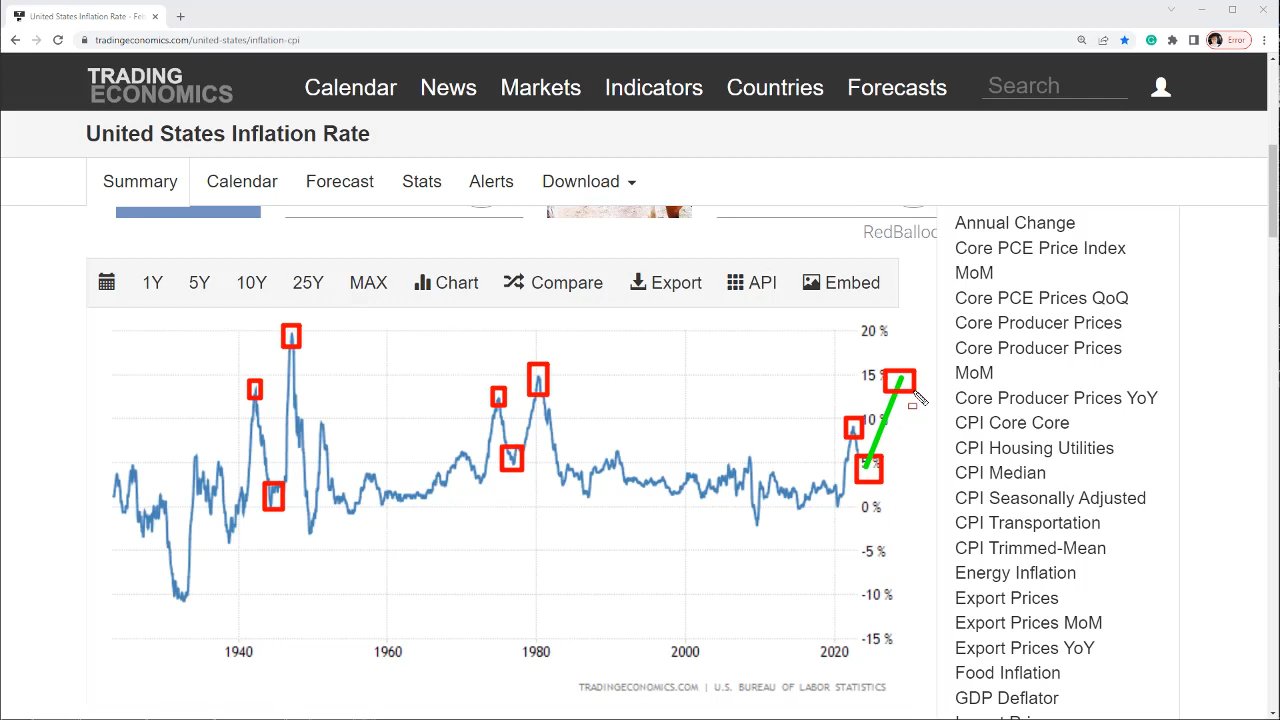 United States Inflation Rate - Feb
tradingeconomics.com/united-states/inflation-cpi
Error
TRADING
ECONOMICS
Calendar News Markets Indicators Countries Forecasts Search
United States Inflation Rate
Summary Calendar Forecast Stats Alerts Download
RedBalloo
1Y 5Y 10Y 25Y MAX Chart Compare Export API Embed
20 %
15
10 %
5 %
0 %
-5 %
-10 %
-15 %
1940 1960 1980 2000 2020
TRADINGECONOMICS.COM | U.S. BUREAU OF LABOR STATISTICS
Annual Change
Core PCE Price Index
MoM
Core PCE Prices QoQ
Core Producer Prices
Core Producer Prices
MoM
Core Producer Prices YoY
CPI Core Core
CPI Housing Utilities
CPI Median
CPI Seasonally Adjusted
CPI Transportation
CPI Trimmed-Mean
Energy Inflation
Export Prices
Export Prices MoM
Export Prices YoY
Food Inflation
GDP Deflator